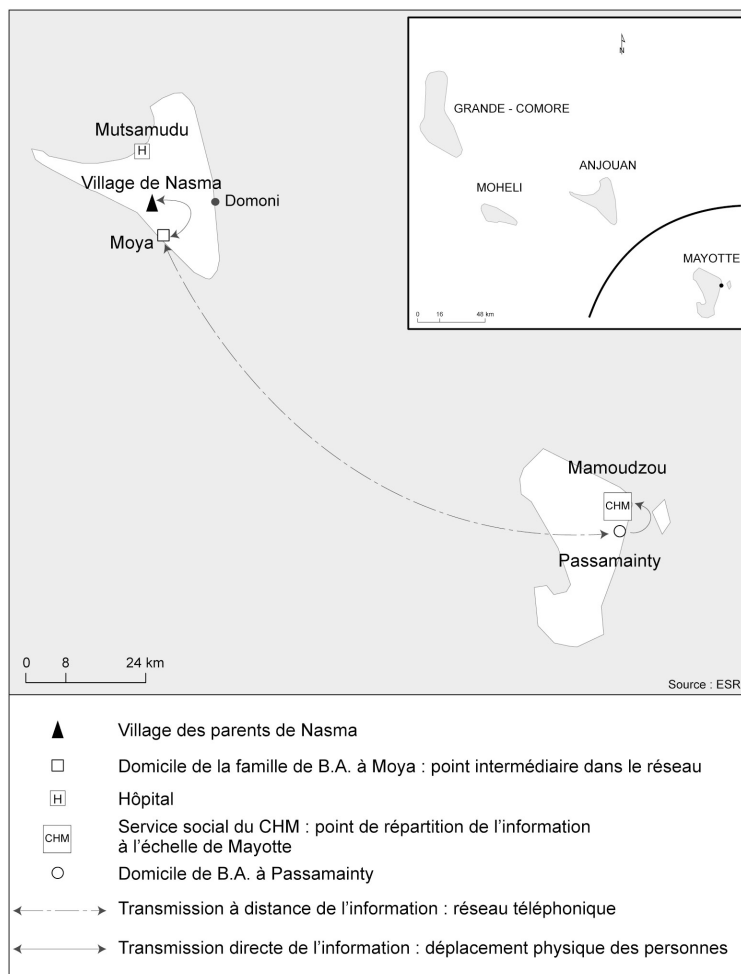 N
GRANDE - COMORE
ANJOUAN
MOHELI
MAYOTTE
0 16 48 km
Mutsamudu
H
Village de Nasma
Domoni
Moya
Mamoudzou
CHM
Passamainty
0 8 24 km
Source : ESR
Village des parents de Nasma
Domicile de la famille de B.A. à Moya : point intermédiaire dans le réseau
H
Hôpital
CHM
Service social du CHM : point de répartition de l'information
à l'échelle de Mayotte
Domicile de B.A. à Passamainty
Transmission à distance de l'information : réseau téléphonique
Transmission directe de l'information : déplacement physique des personnes